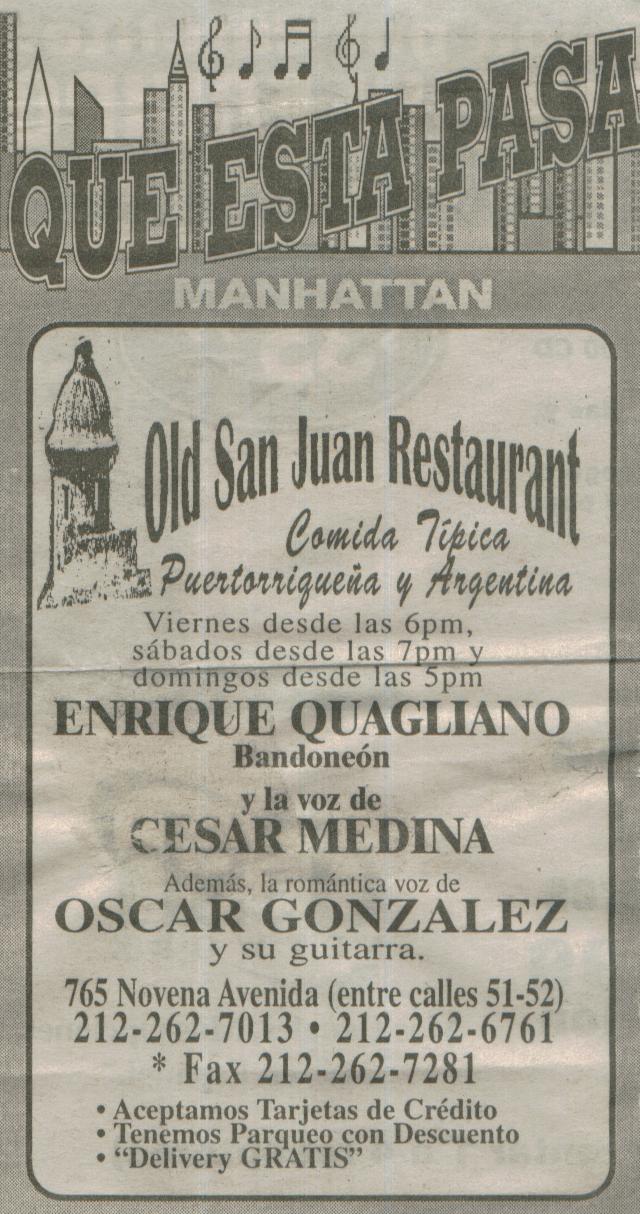 QUE ESTA PASA
MANHATTAN
Old San Juan Restaurant
Comida Típica
Puertorriqueña y Argentina
Viernes desde las 6pm,
sábados desde las 7pm y
domingos desde las 5pm
ENRIQUE QUAGLIANO
Bandoneón
y la voz de
CESAR MEDINA
Además, la romántica voz de
OSCAR GONZALEZ
y su guitarra.
765 Novena Avenida (entre calles 51-52)
212-262-7013 • 212-262-6761
* Fax 212-262-7281
• Aceptamos Tarjetas de Crédito
• Tenemos Parqueo con Descuento
• “Delivery GRATIS”